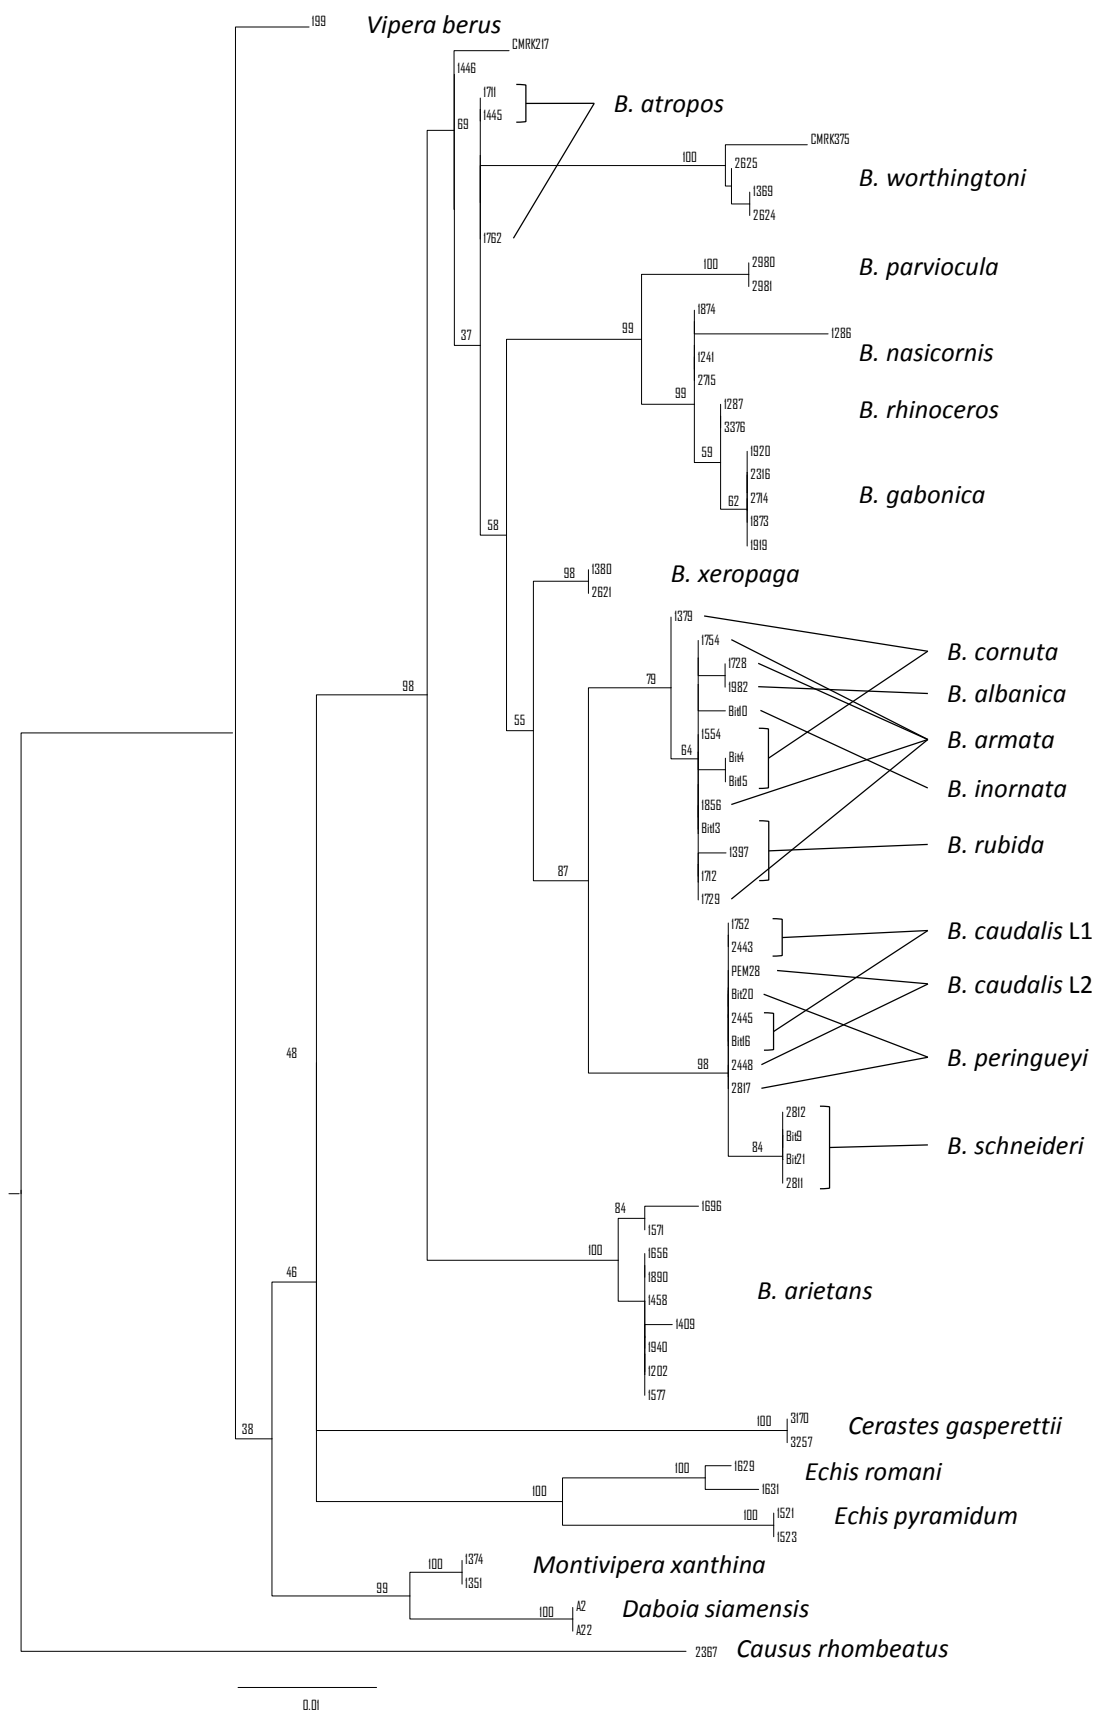 199 Vipera berus
CMRK217
1446
1711
1445
B. atropos
69
CMRK375
100
2625
1369
2624
B. worthingtoni
1762
100
2980
2981
B. parviocula
1874
99
1286
37
1241
B. nasicornis
2715
99
1287
B. rhinoceros
3376
59
1920
2316
62
2714
B. gabonica
1873
58
1919
98
1380
2621
B. xeropaga
1379
1754
B. cornuta
1728
79
98
1982
B. albanica
Bit10
55
1554
B. armata
64
Bit4
Bit15
B. inornata
1856
Bit13
1397
B. rubida
87
1712
1729
1752
B. caudalis L1
2443
PEM28
B. caudalis L2
Bit20
2445
Bit16
48
98
2448
B. peringueyi
2817
2812
Bit9
84
Bit21
B. schneideri
2811
84
1696
1571
100
1656
46
1890
1458
B. arietans
1409
1940
1202
1577
38
100
3170
3257
Cerastes gasperettii
100
1629
Echis romani
1631
100
100
1521
1523
Echis pyramidum
100
1374
1351
Montivipera xanthina
99
100
A2
A22
Daboia siamensis
2367
Causus rhombeatus
0.01